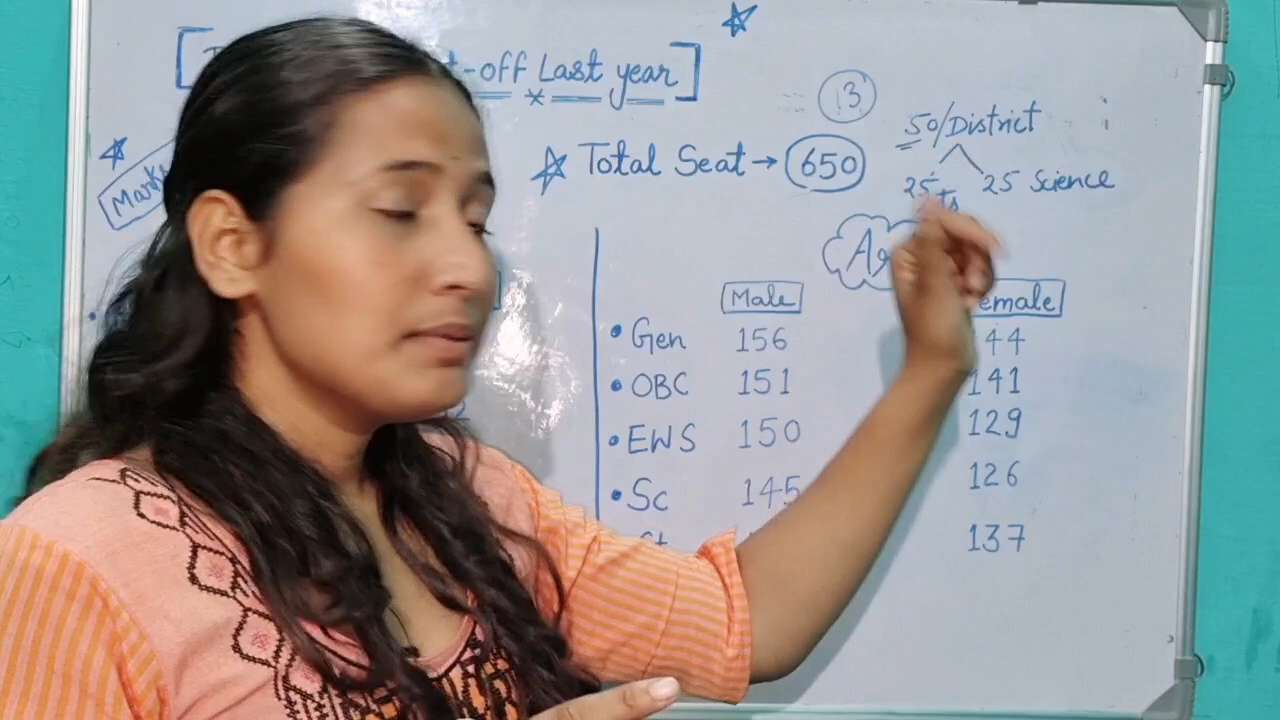 -off Last year]
13
50/District
Total Seat → 650
25 25 Science
Male
Gen 156 44
OBC 151 141
EWS 150 129
Sc 145 126
137